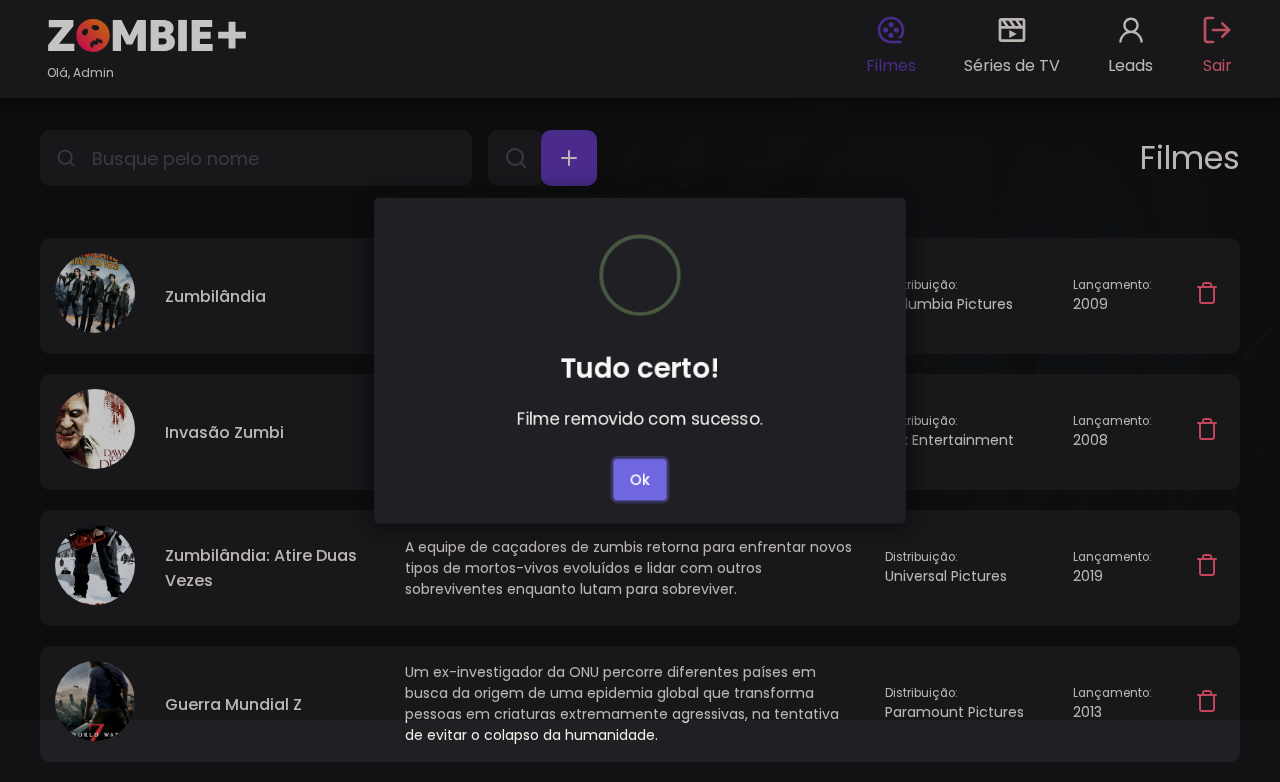 ZOMBIE+
Olá, Admin
Filmes
Séries de TV
Leads
Sair
Busque pelo nome
Filmes
Zumbilândia
Lançamento:
lumbia Pictures
2009
Tudo certo!
Filme removido com sucesso.
Ok
Invasão Zumbi
Lançamento:
Entertainment
2008
Zumbilândia: Atire Duas
Vezes
A equipe de caçadores de zumbis retorna para enfrentar novos
tipos de mortos-vivos evoluídos e lidar com outros
sobreviventes enquanto lutam para sobreviver.
Distribuição:
Universal Pictures
Lançamento:
2019
Guerra Mundial Z
Um ex-investigador da ONU percorre diferentes países em
busca da origem de uma epidemia global que transforma
pessoas em criaturas extremamente agressivas, na tentativa
de evitar o colapso da humanidade.
Distribuição:
Paramount Pictures
Lançamento:
2013